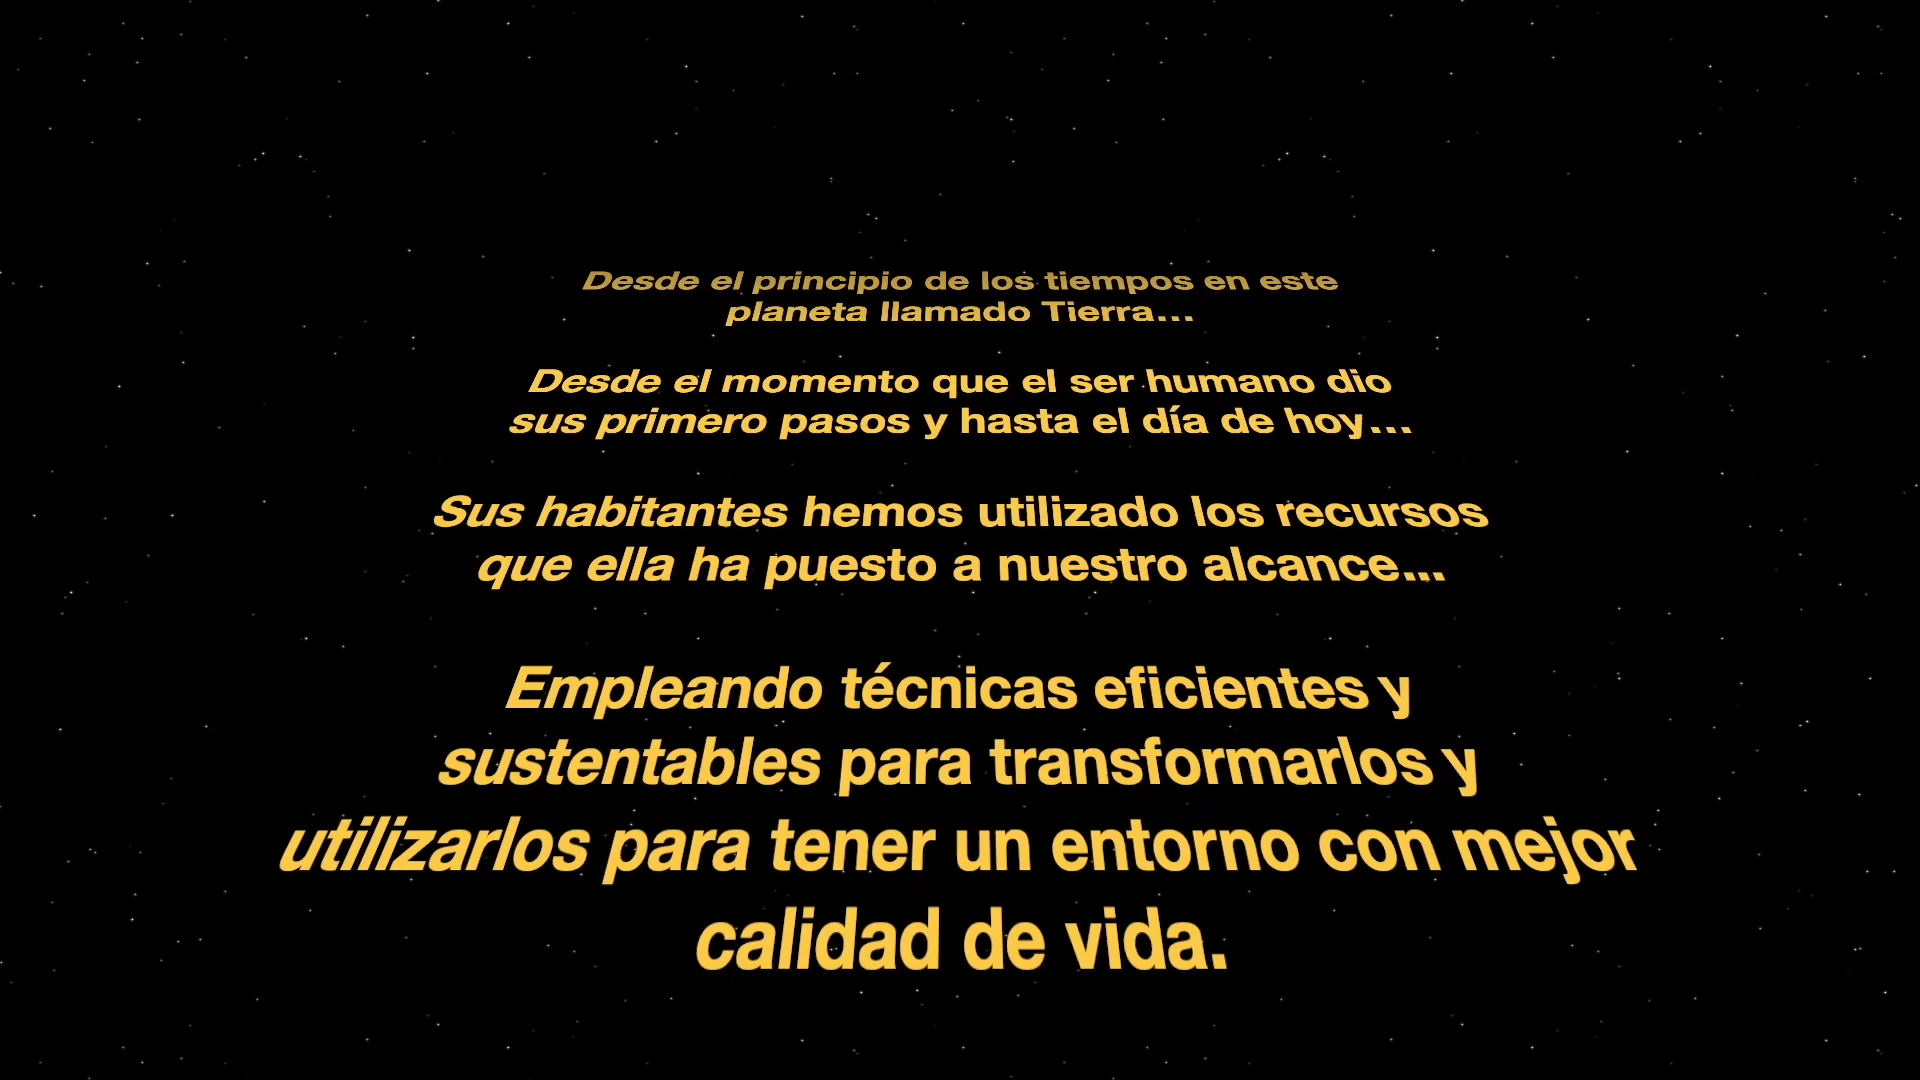 Desde el principio de los tiempos en este
planeta llamado Tierra...
Desde el momento que el ser humano dio
sus primero pasos y hasta el día de hoy...
Sus habitantes hemos utilizado los recursos
que ella ha puesto a nuestro alcance...
Empleando técnicas eficientes y
sustentables para transformarlos y
utilizarlos para tener un entorno con mejor
calidad de vida.